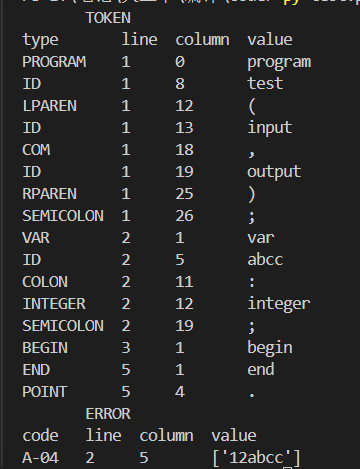 TOKEN
type line column value
PROGRAM 1 0 program
ID 1 8 test
LPAREN 1 12 (
ID 1 13 input
COM 1 18 ,
ID 1 19 output
RPAREN 1 25 )
SEMICOLON 1 26 ;
VAR 2 1 var
ID 2 5 abcc
COLON 2 11 :
INTEGER 2 12 integer
SEMICOLON 2 19 ;
BEGIN 3 1 begin
END 5 1 end
POINT 5 4 .
ERROR
code line column value
A-04 2 5 ['12abcc']